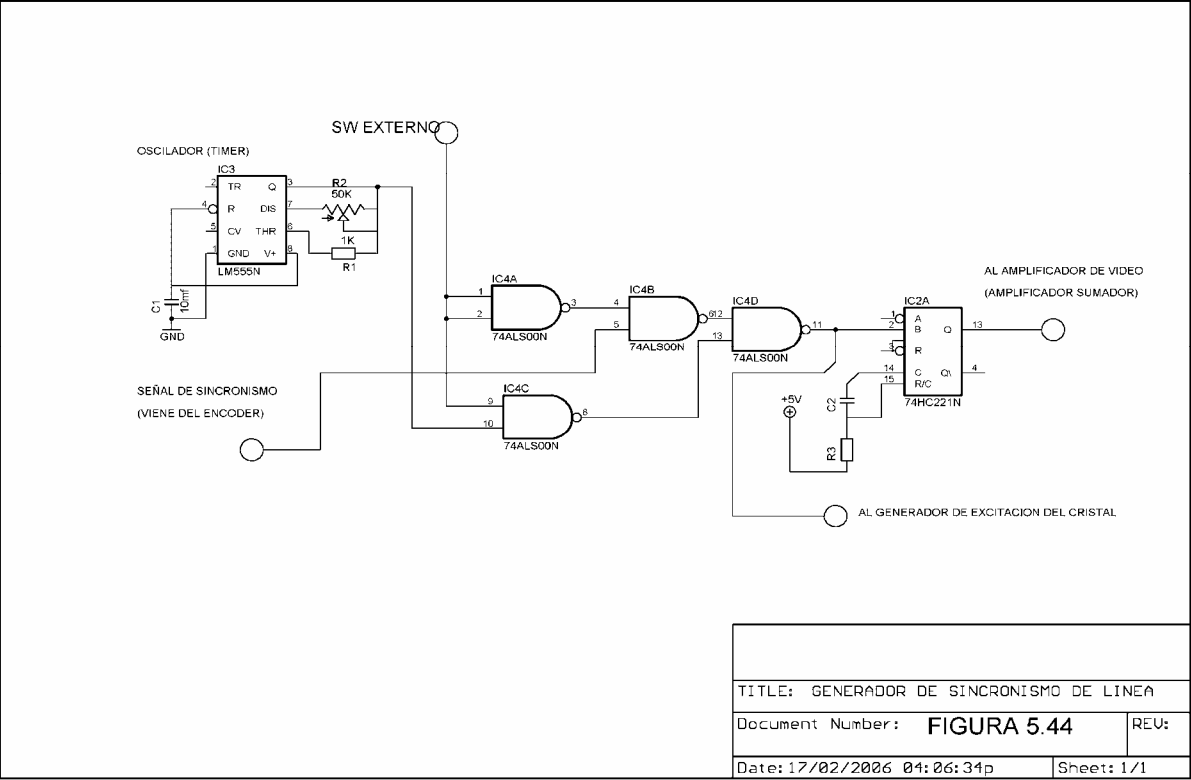 SW EXTERNO
OSCILADOR (TIMER)
IC3
2 TR Q 3
4 R DIS 7
5 CV THR 6
1 GND V+ 8
LM555N
R2
50K
1K
R1
C1
10mf
GND
IC4A
1
2
3
74ALS00N
IC4B
4
5
6
74ALS00N
IC4D
12
13
11
74ALS00N
IC4C
9
10
8
74ALS00N
AL AMPLIFICADOR DE VIDEO
(AMPLIFICADOR SUMADOR)
IC2A
1 A
2 B Q 13
3 R
14 C Q\ 4
15 R/C
74HC221N
SEÑAL DE SINCRONISMO
(VIENE DEL ENCODER)
+5V
C2
R3
AL GENERADOR DE EXCITACION DEL CRISTAL
TITLE: GENERADOR DE SINCRONISMO DE LINEA
Document Number: FIGURA 5.44
REV:
Date: 17/02/2006 04:06:34p
Sheet: 1/1